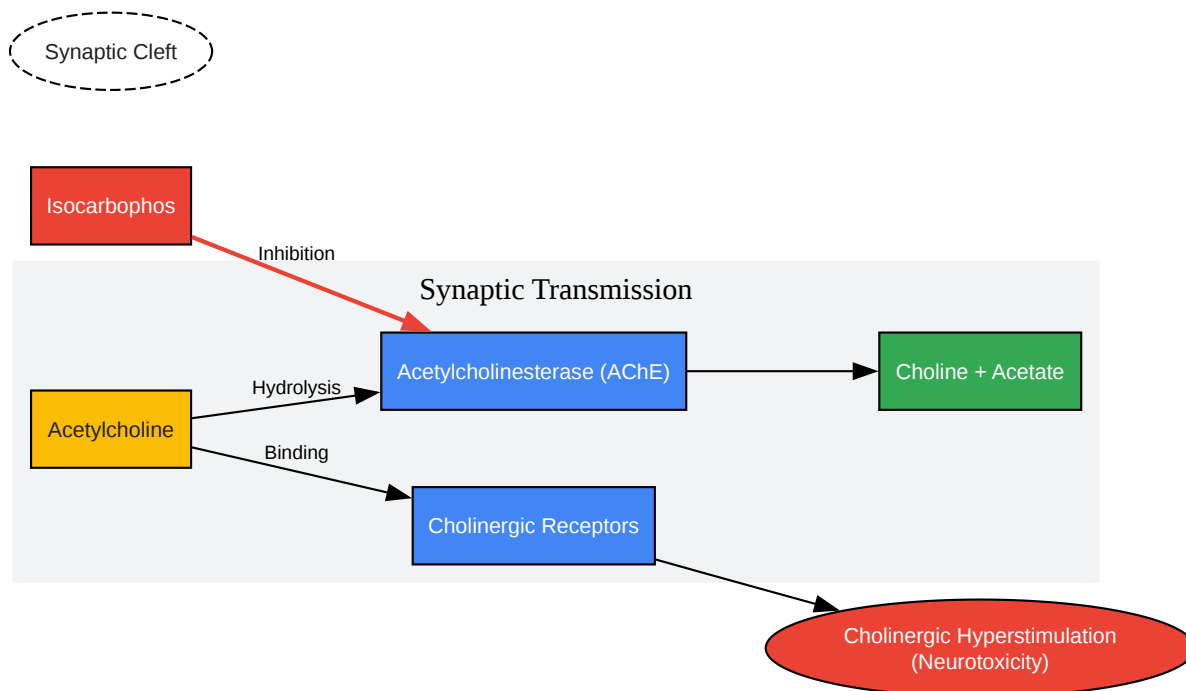 Synaptic Cleft
Isocarbophos
Inhibition
Synaptic Transmission
Acetylcholinesterase (AChE)
Choline + Acetate
Hydrolysis
Acetylcholine
Binding
Cholinergic Receptors
Cholinergic Hyperstimulation
(Neurotoxicity)